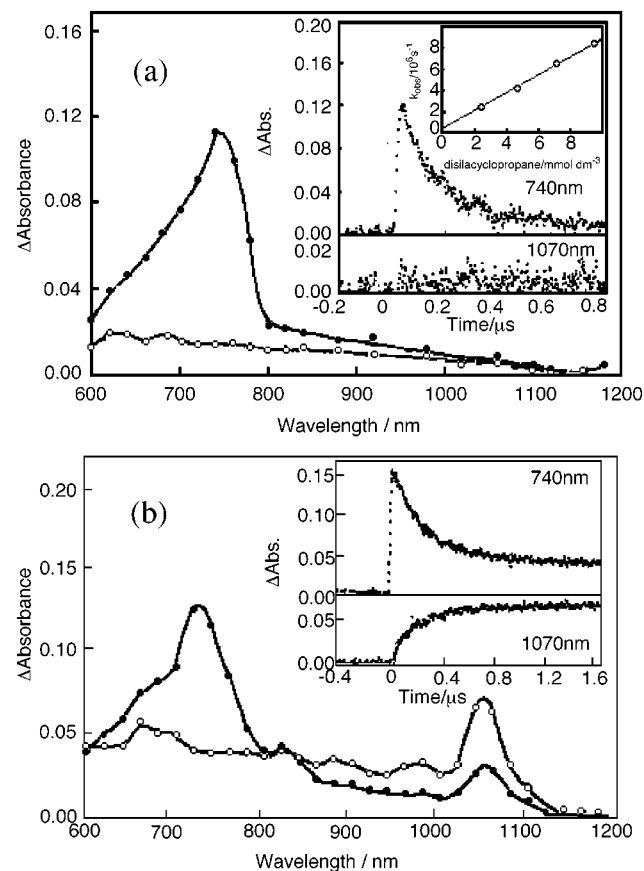 (a)
ΔAbsorbance
0.16
0.12
0.08
0.04
0.00
600 700 800 900 1000 1100 1200
Wavelength / nm
ΔAbs.
0.20
0.16
0.12
0.08
0.04
0.00
740nm
0.02
0.00
1070nm
-0.2 0 0.2 0.4 0.6 0.8
Time/μs
kobs/10⁶s⁻¹
8
6
4
2
0
0 2 4 6 8
disilacyclopropane/mmol dm⁻³
(b)
ΔAbsorbance
0.20
0.15
0.10
0.05
0.00
600 700 800 900 1000 1100 1200
Wavelength / nm
ΔAbs.
0.15
0.10
0.05
0.00
740nm
0.05
0.00
1070nm
-0.4 0 0.4 0.8 1.2 1.6
Time/μs